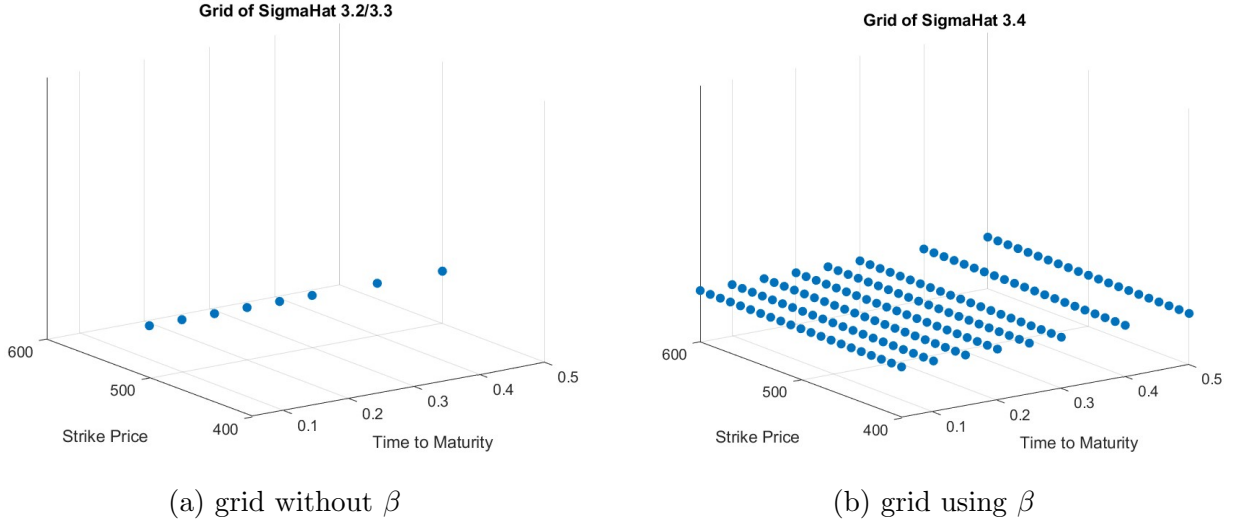 Grid of SigmaHat 3.2/3.3
600
500
400
Strike Price
0.1
0.2
0.3
0.4
0.5
Time to Maturity
(a) grid without β
Grid of SigmaHat 3.4
600
500
400
Strike Price
0.1
0.2
0.3
0.4
0.5
Time to Maturity
(b) grid using β